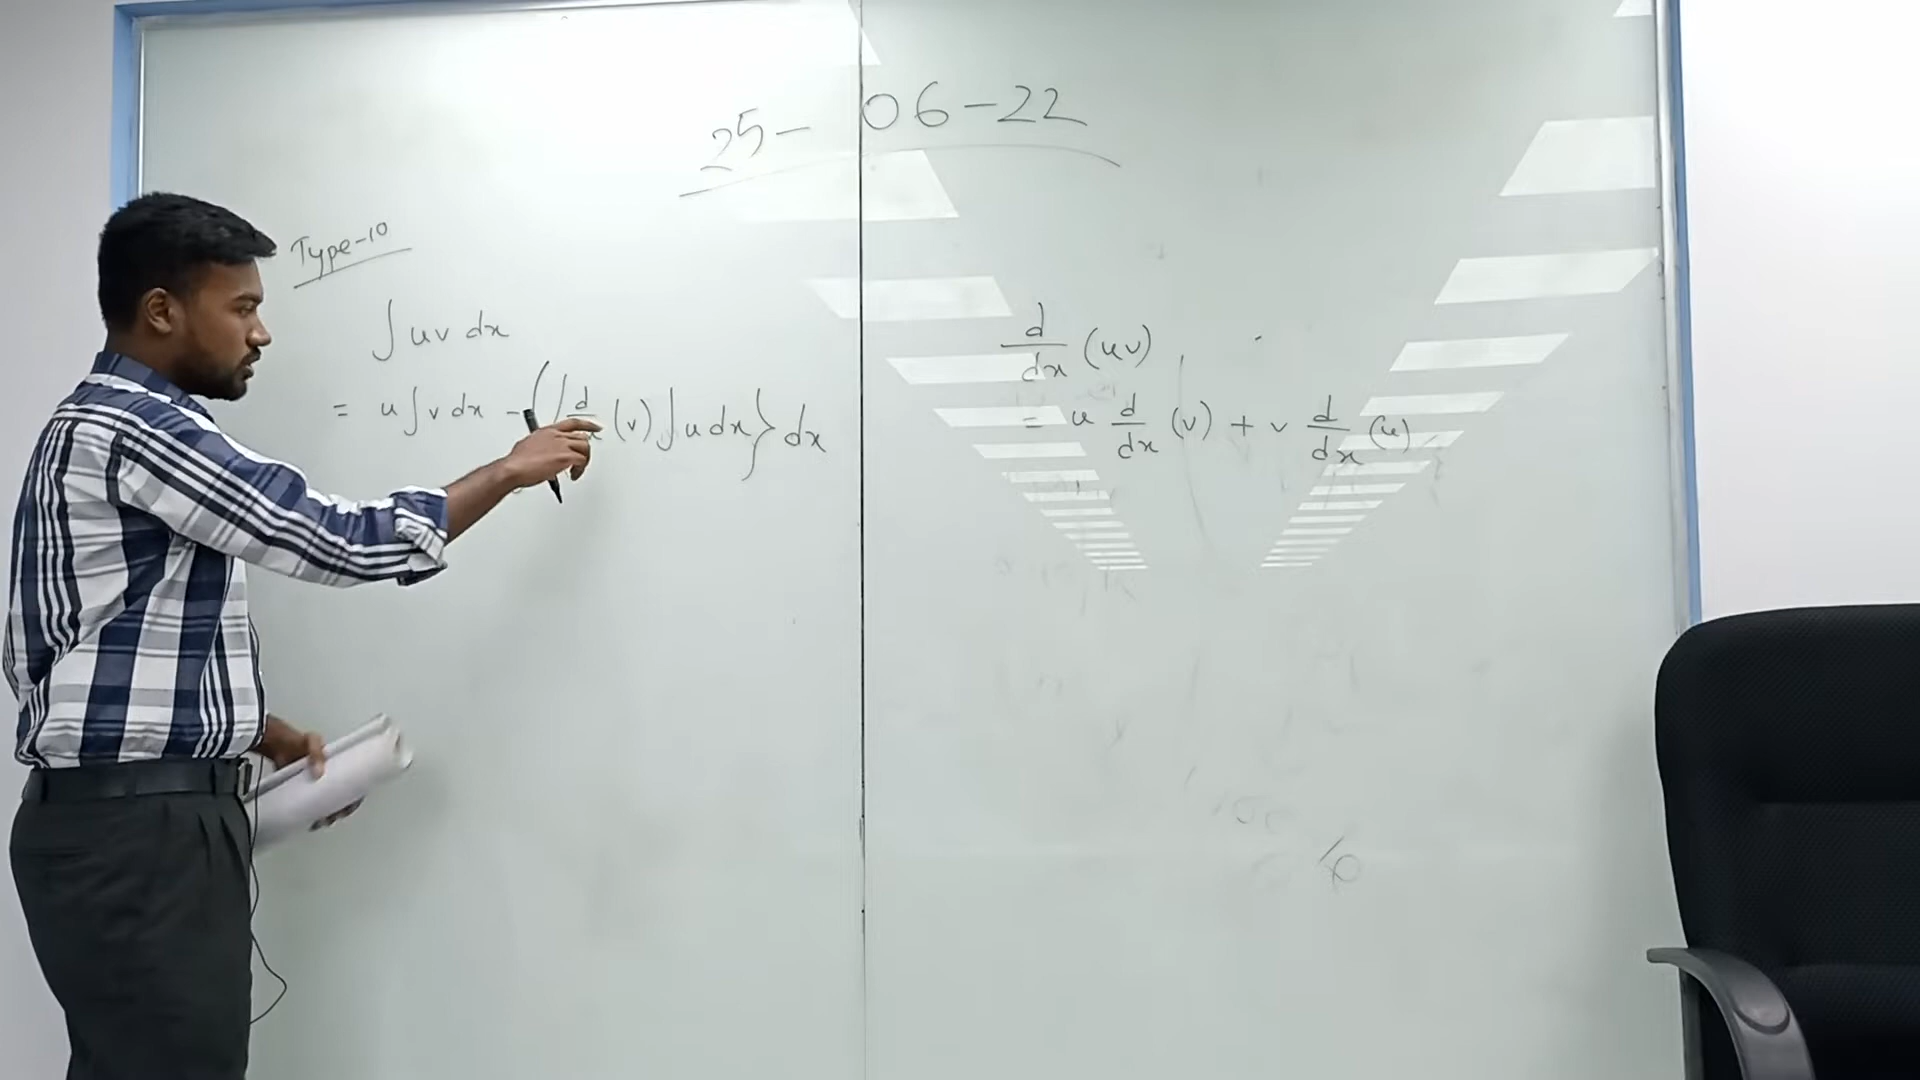 25-06-22
Type-10
∫ uv dx
= u∫v dx - {∫ d/dx (v) ∫u dx} dx
d/dx (uv)
= u d/dx (v) + v d/dx (u)